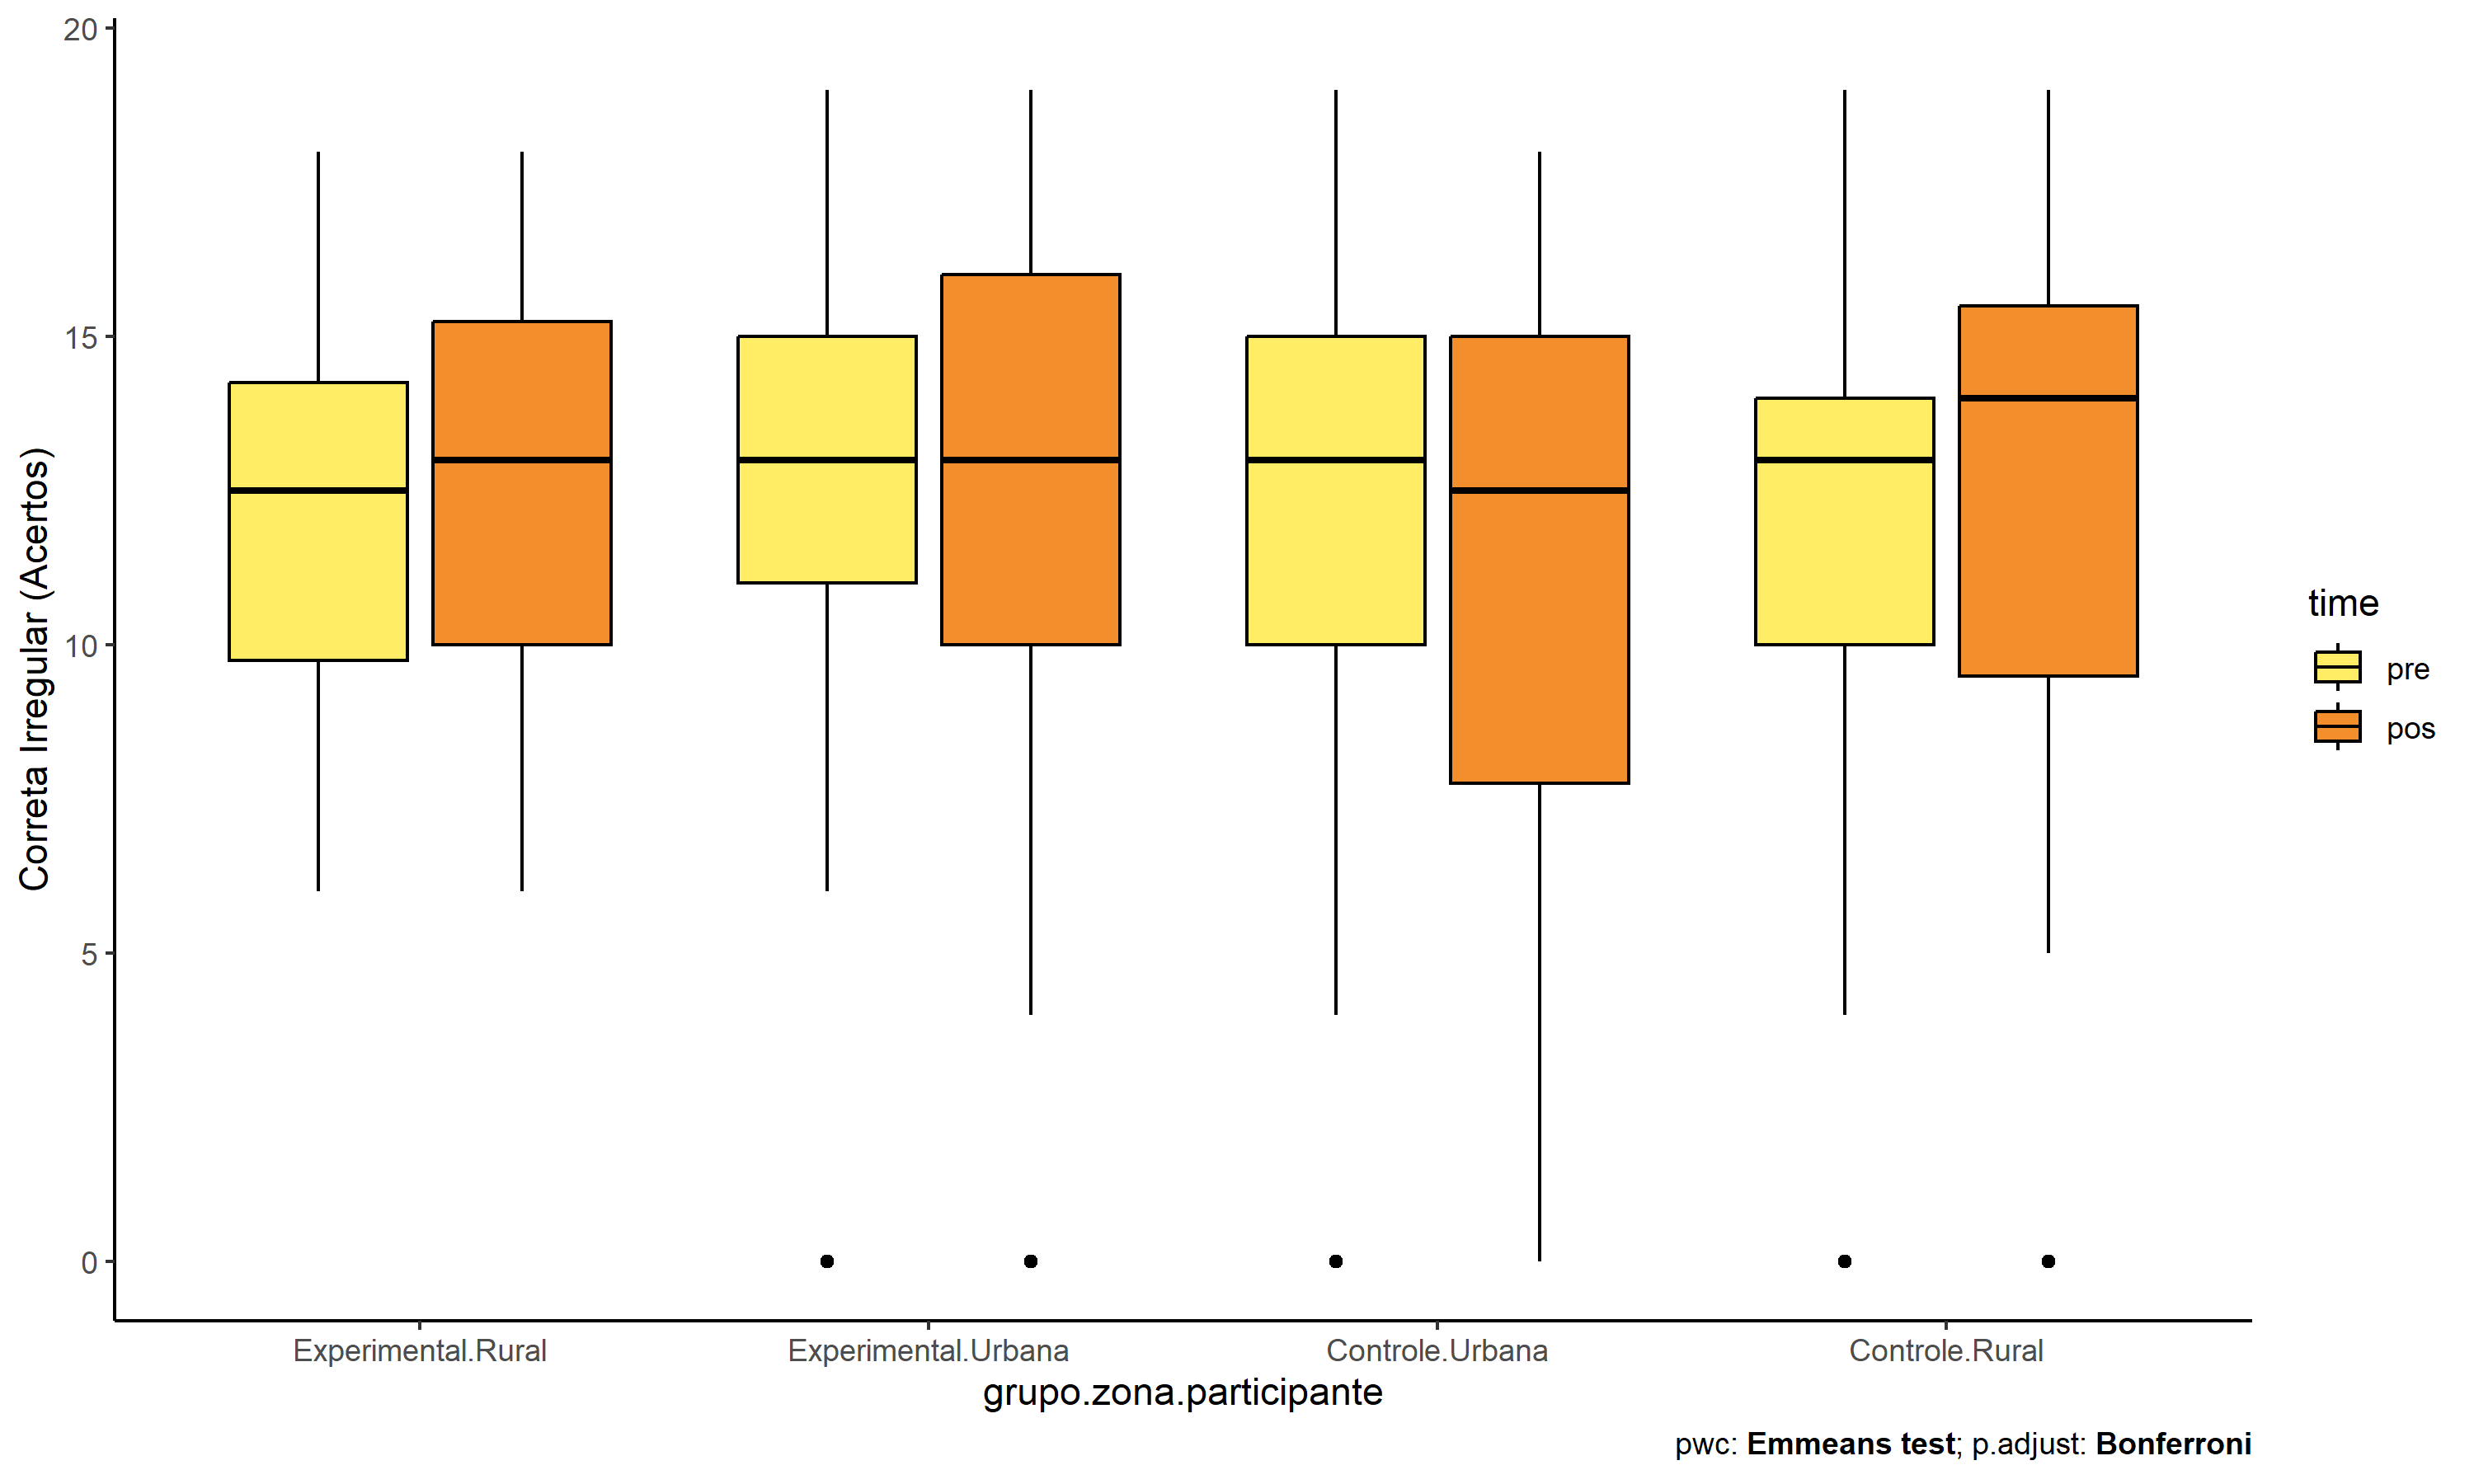 Correta Irregular (Acertos)
20
15
10
5
0
Experimental.Rural
Experimental.Urbana
Controle.Urbana
Controle.Rural
grupo.zona.participante
time
pre
pos
pwc: Emmeans test; p.adjust: Bonferroni